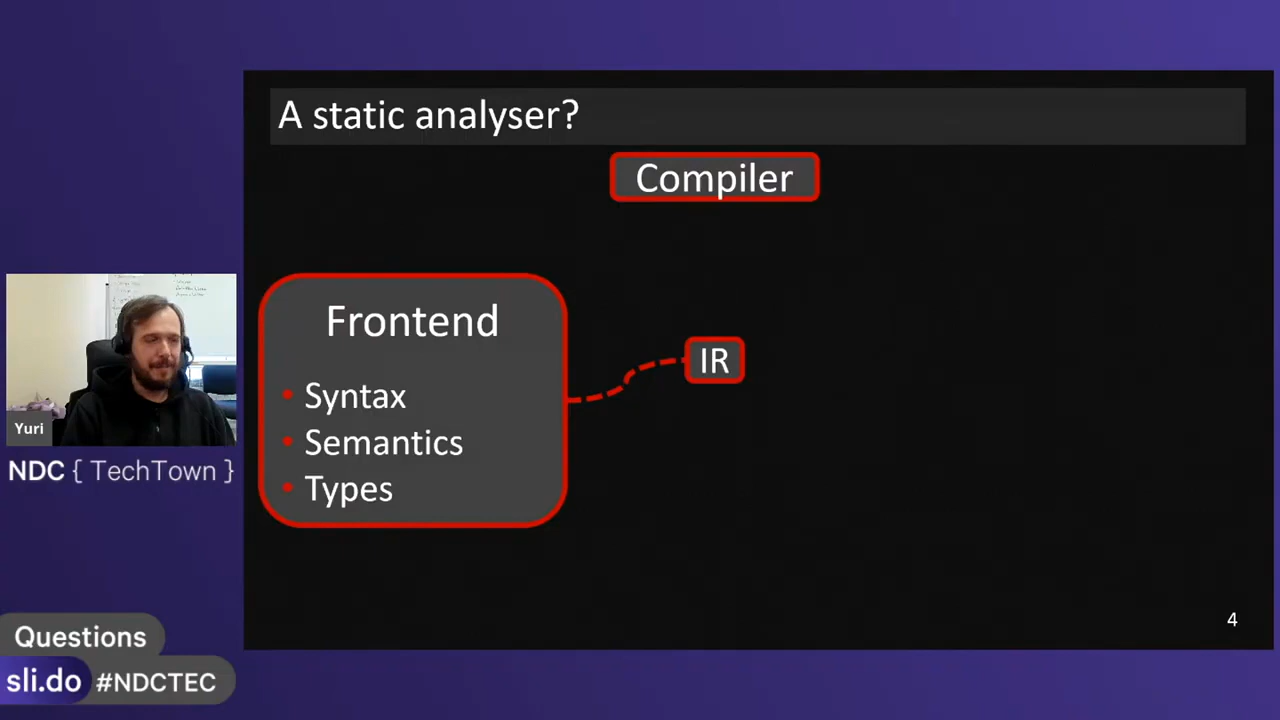 A static analyser?
Compiler
Frontend
• Syntax
• Semantics
• Types
IR
4
Yuri
NDC { TechTown }
Questions
sli.do #NDCTEC